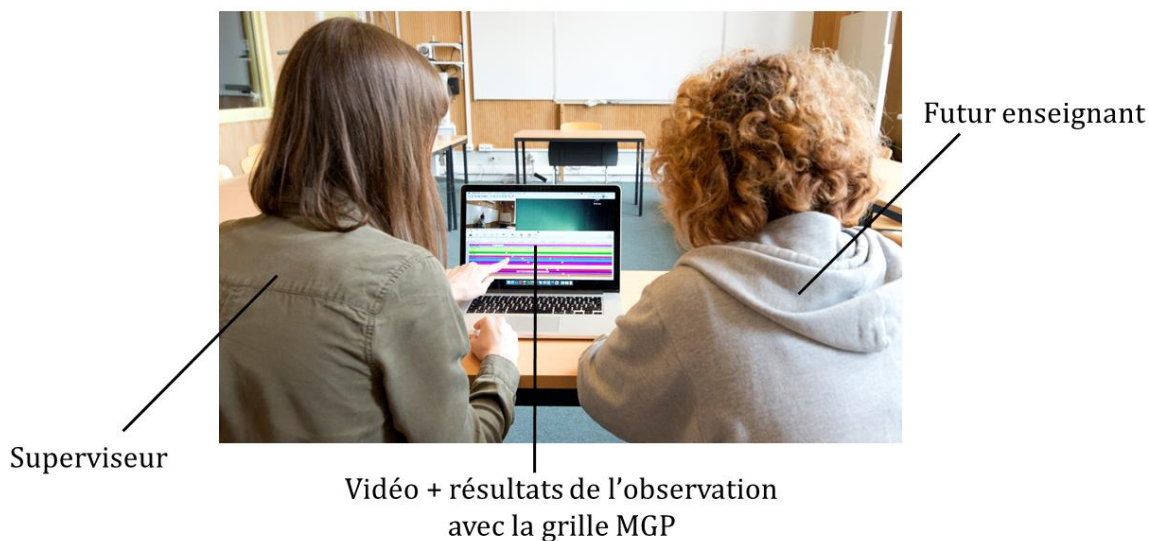 Futur enseignant
Superviseur
Vidéo + résultats de l’observation
avec la grille MGP